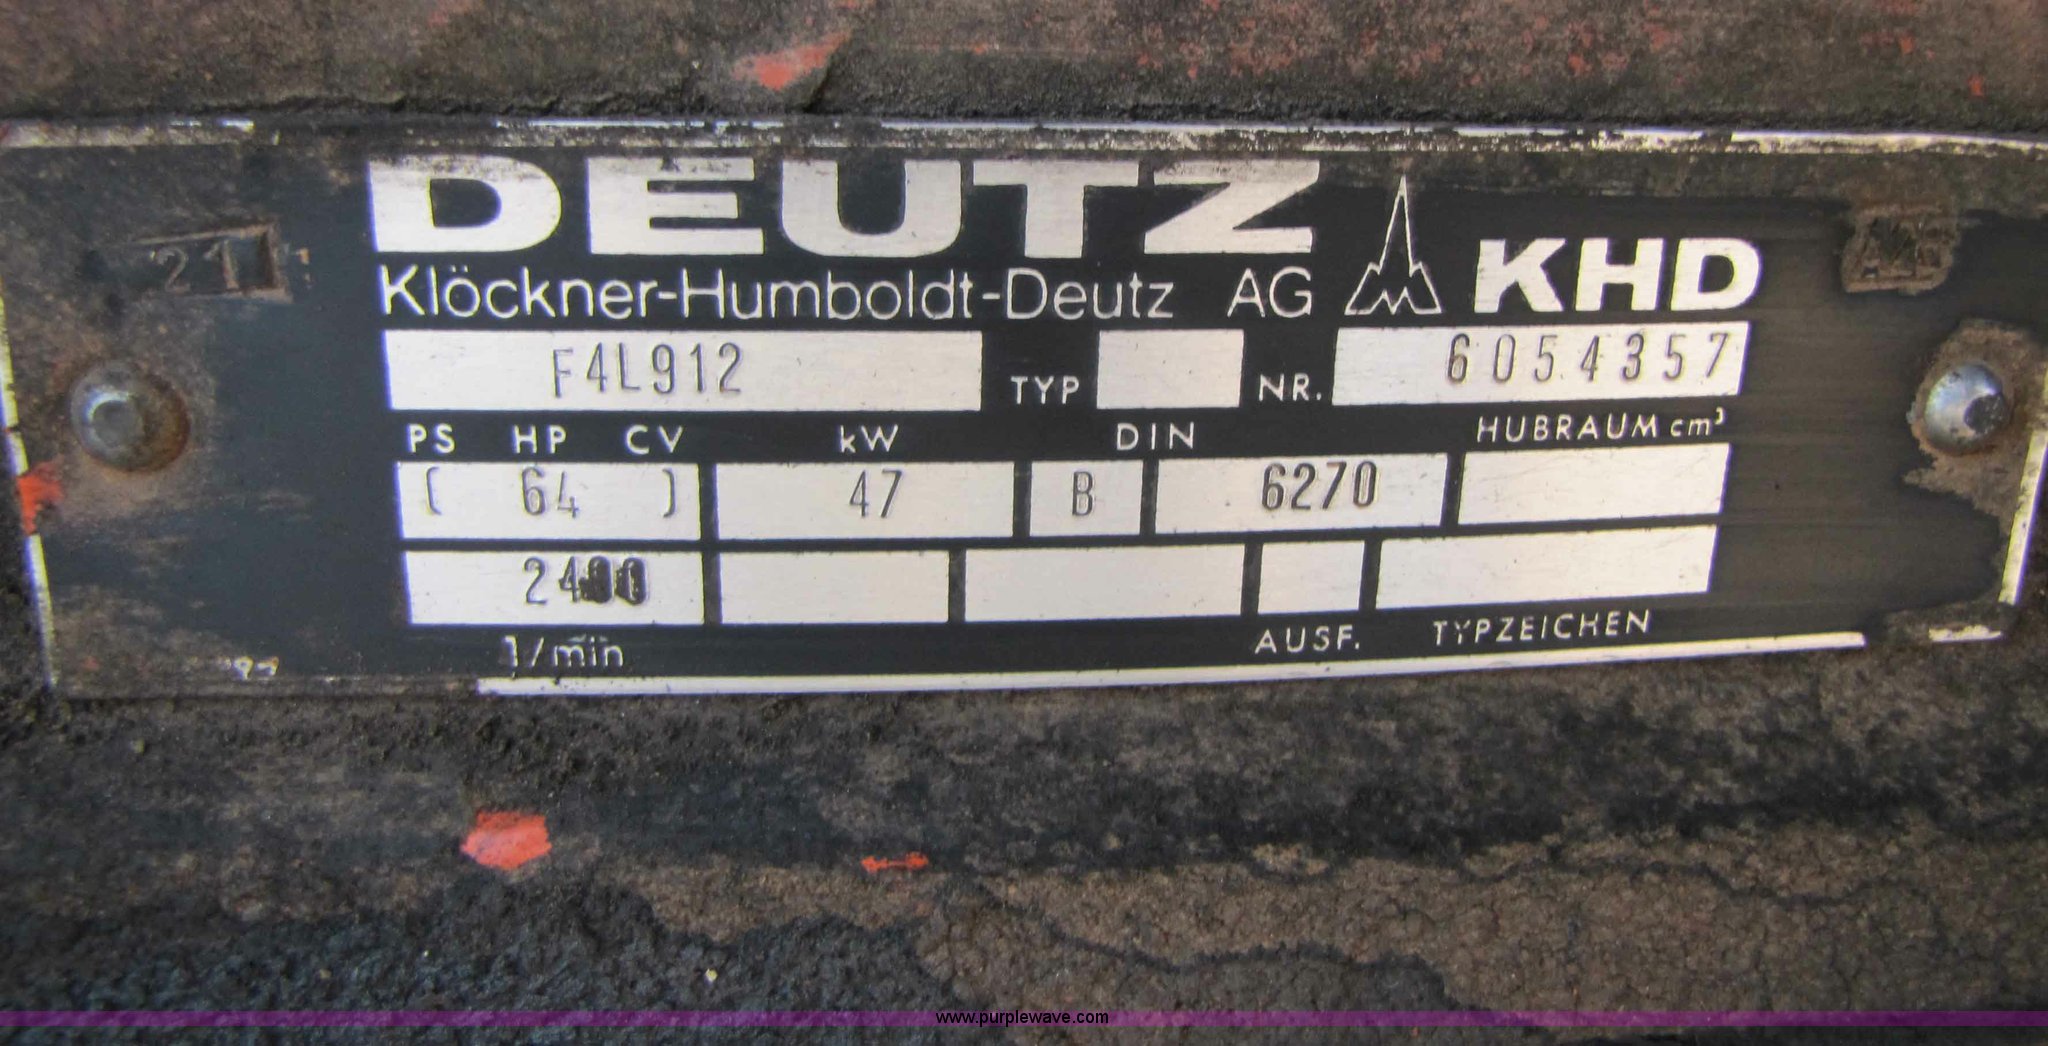 DEUTZ
21
Klöckner-Humboldt-Deutz AG KHD
F4L912 TYP NR. 6054357
PS HP CV kW DIN HUBRAUM cm³
( 64 ) 47 B 6270
2400
1/min AUSF. TYPZEICHEN
www.purplewave.com